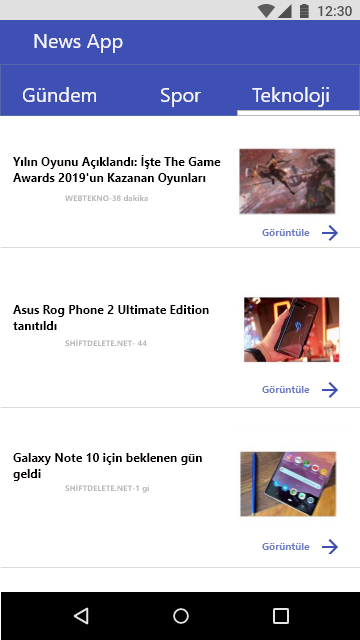 12:30
News App
Gündem Spor Teknoloji
Yılın Oyunu Açıklandı: İşte The Game
Awards 2019'un Kazanan Oyunları
WEBTEKNO-38 dakika
Görüntüle
Asus Rog Phone 2 Ultimate Edition
tanıtıldı
SHİFTDELETE.NET- 44
Görüntüle
Galaxy Note 10 için beklenen gün
geldi
SHİFTDELETE.NET-1 gi
Görüntüle